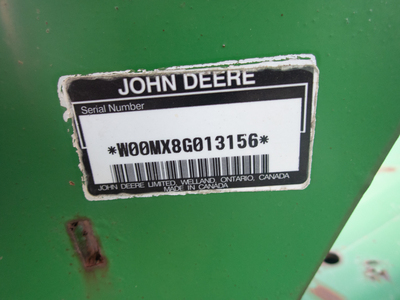 JOHN DEERE
Serial Number
*W00MX8G013156*
JOHN DEERE LIMITED, WELLAND, ONTARIO, CANADA
MADE IN CANADA